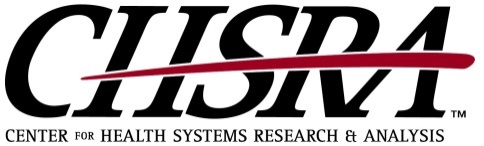 CHSRA™
CENTER FOR HEALTH SYSTEMS RESEARCH & ANALYSIS